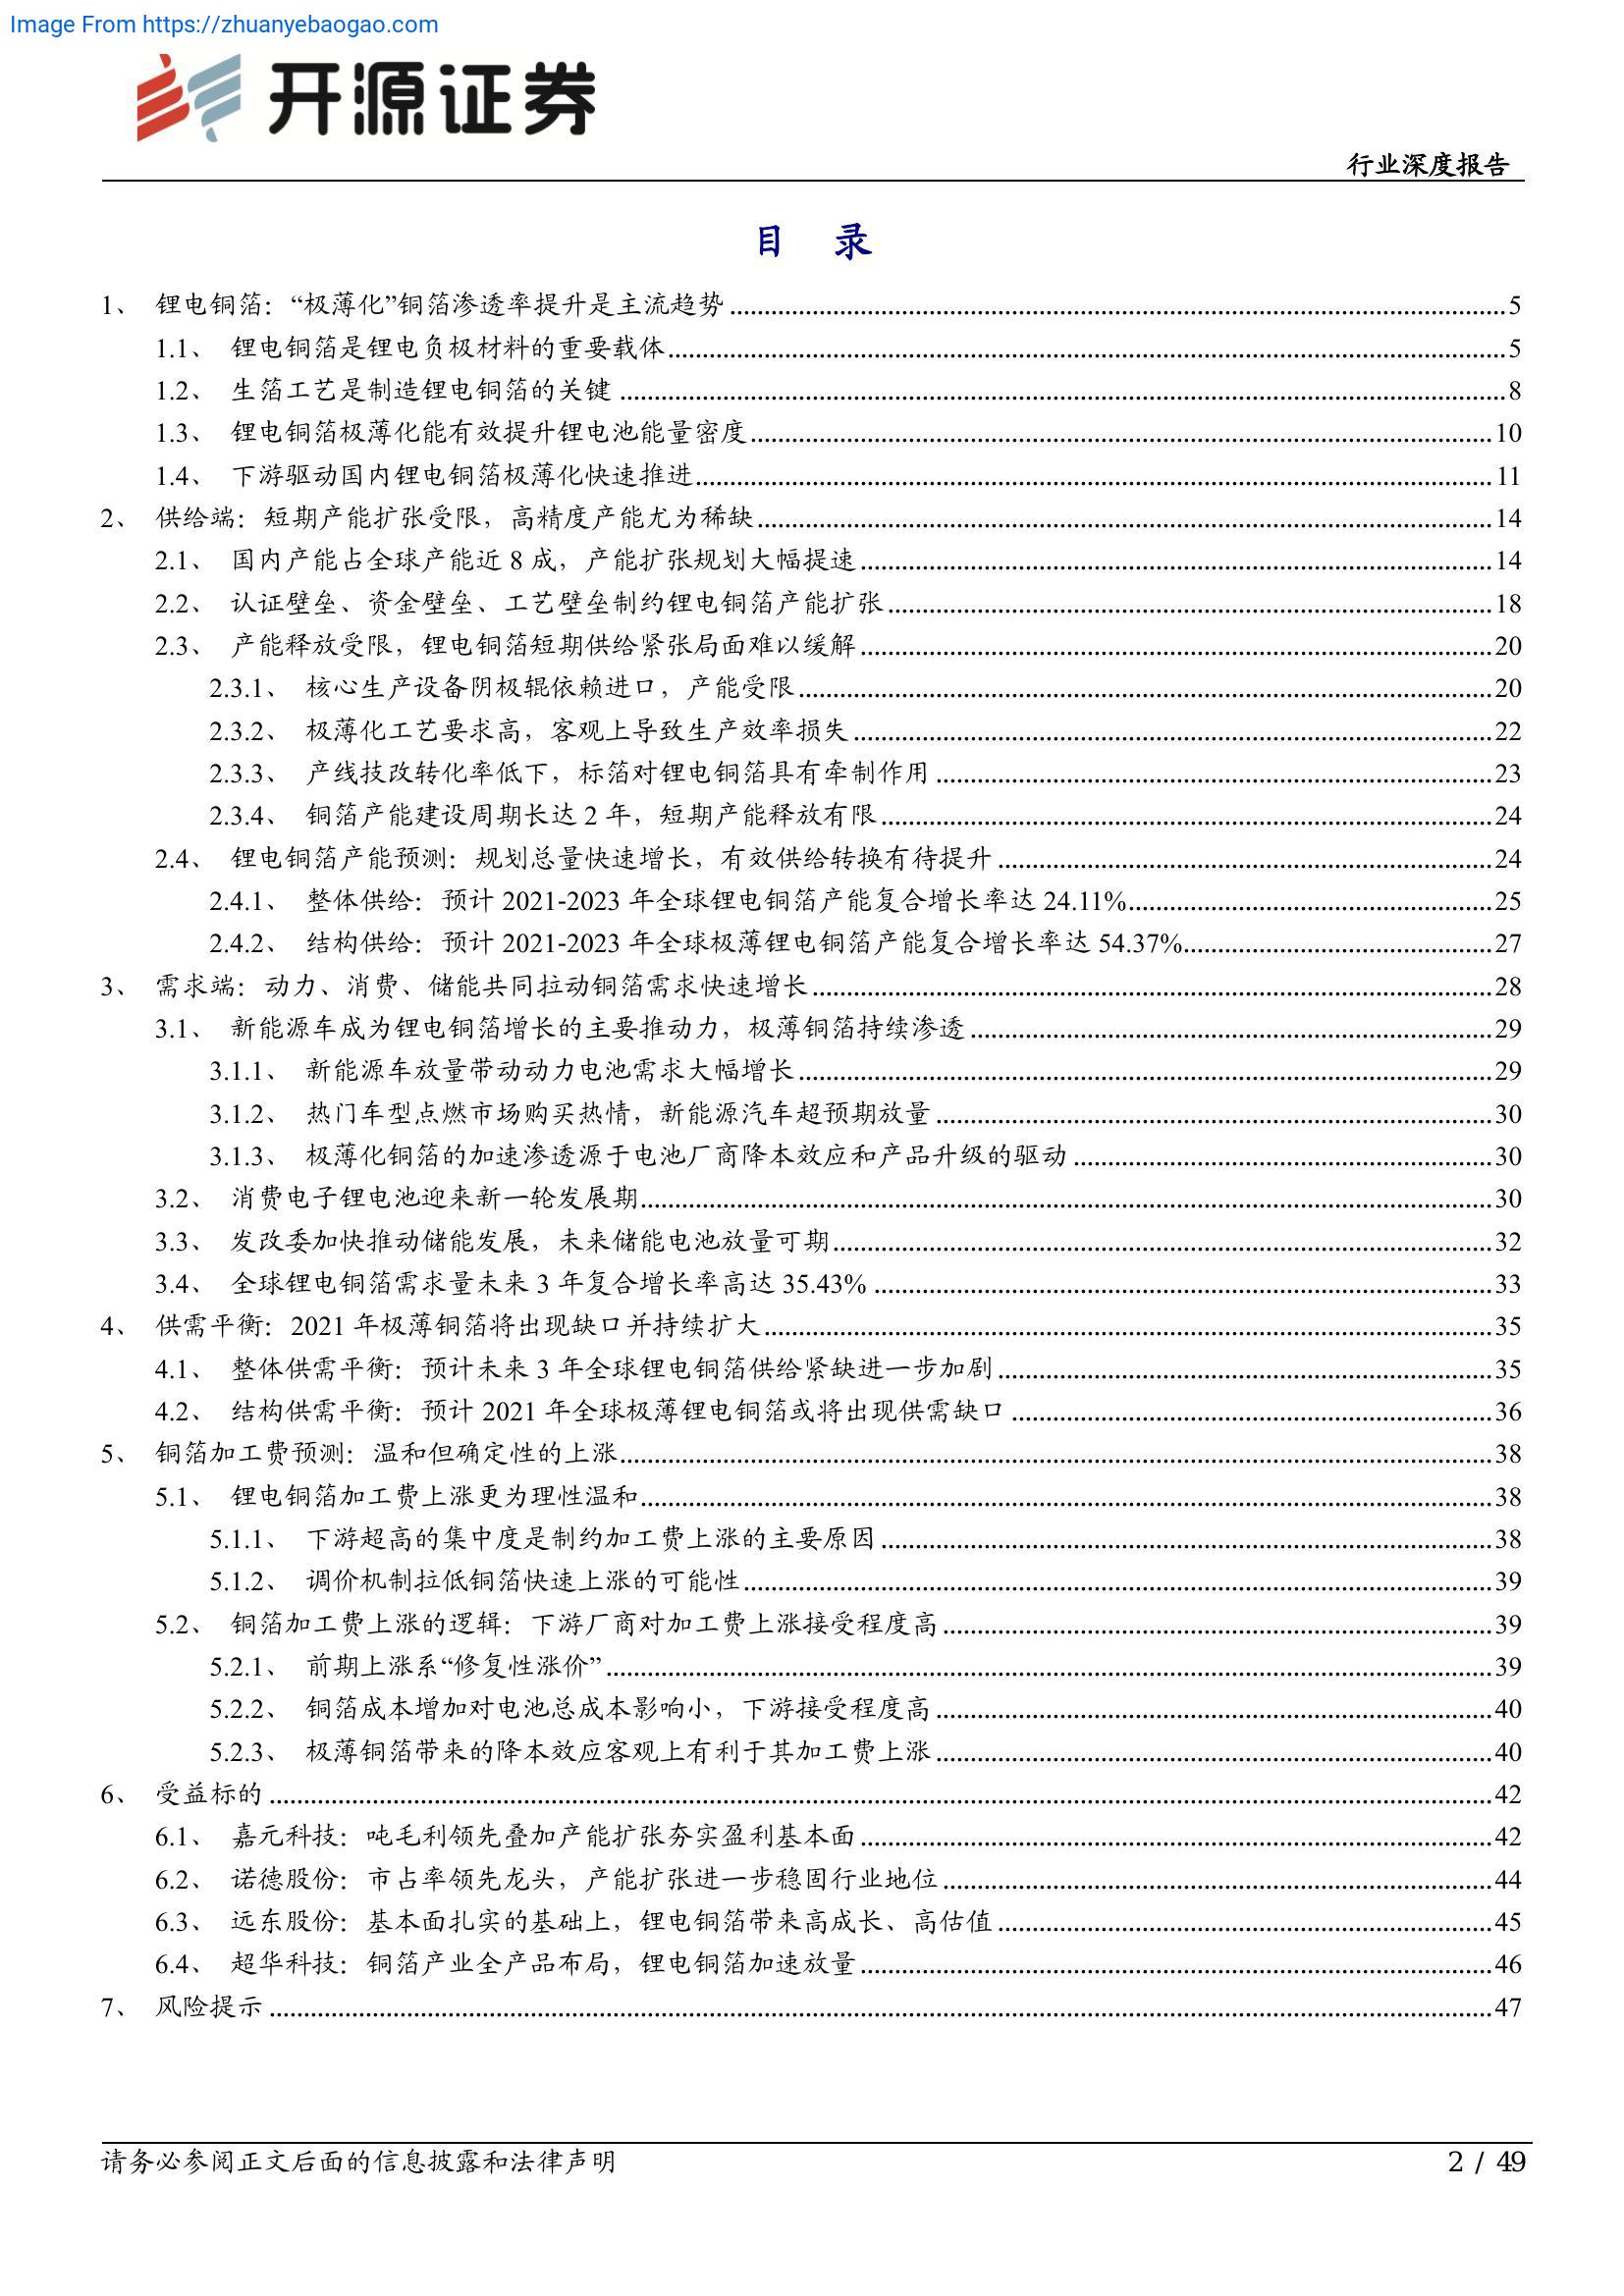 Image From https://zhuanyebaogao.com
开源证券
行业深度报告
目 录
1、 锂电铜箔：“极薄化”铜箔渗透率提升是主流趋势 ........ 5
1.1、 锂电铜箔是锂电负极材料的重要载体 ........ 5
1.2、 生箔工艺是制造锂电铜箔的关键 ........ 8
1.3、 锂电铜箔极薄化能有效提升锂电池能量密度 ........ 10
1.4、 下游驱动国内锂电铜箔极薄化快速推进 ........ 11
2、 供给端：短期产能扩张受限，高精度产能尤为稀缺 ........ 14
2.1、 国内产能占全球产能近 8 成，产能扩张规划大幅提速 ........ 14
2.2、 认证壁垒、资金壁垒、工艺壁垒制约锂电铜箔产能扩张 ........ 18
2.3、 产能释放受限，锂电铜箔短期供给紧张局面难以缓解 ........ 20
2.3.1、 核心生产设备阴极辊依赖进口，产能受限 ........ 20
2.3.2、 极薄化工艺要求高，客观上导致生产效率损失 ........ 22
2.3.3、 产线技改转化率低下，标箔对锂电铜箔具有牵制作用 ........ 23
2.3.4、 铜箔产能建设周期长达 2 年，短期产能释放有限 ........ 24
2.4、 锂电铜箔产能预测：规划总量快速增长，有效供给转换有待提升 ........ 24
2.4.1、 整体供给：预计 2021-2023 年全球锂电铜箔产能复合增长率达 24.11% ........ 25
2.4.2、 结构供给：预计 2021-2023 年全球极薄锂电铜箔产能复合增长率达 54.37% ........ 27
3、 需求端：动力、消费、储能共同拉动铜箔需求快速增长 ........ 28
3.1、 新能源车成为锂电铜箔增长的主要推动力，极薄铜箔持续渗透 ........ 29
3.1.1、 新能源车放量带动动力电池需求大幅增长 ........ 29
3.1.2、 热门车型点燃市场购买热情，新能源汽车超预期放量 ........ 30
3.1.3、 极薄化铜箔的加速渗透源于电池厂商降本效应和产品升级的驱动 ........ 30
3.2、 消费电子锂电池迎来新一轮发展期 ........ 30
3.3、 发改委加快推动储能发展，未来储能电池放量可期 ........ 32
3.4、 全球锂电铜箔需求量未来 3 年复合增长率高达 35.43% ........ 33
4、 供需平衡：2021 年极薄铜箔将出现缺口并持续扩大 ........ 35
4.1、 整体供需平衡：预计未来 3 年全球锂电铜箔供给紧缺进一步加剧 ........ 35
4.2、 结构供需平衡：预计 2021 年全球极薄锂电铜箔或将出现供需缺口 ........ 36
5、 铜箔加工费预测：温和但确定性的上涨 ........ 38
5.1、 锂电铜箔加工费上涨更为理性温和 ........ 38
5.1.1、 下游超高的集中度是制约加工费上涨的主要原因 ........ 38
5.1.2、 调价机制拉低铜箔快速上涨的可能性 ........ 39
5.2、 铜箔加工费上涨的逻辑：下游厂商对加工费上涨接受程度高 ........ 39
5.2.1、 前期上涨系“修复性涨价” ........ 39
5.2.2、 铜箔成本增加对电池总成本影响小，下游接受程度高 ........ 40
5.2.3、 极薄铜箔带来的降本效应客观上有利于其加工费上涨 ........ 40
6、 受益标的 ........ 42
6.1、 嘉元科技：吨毛利领先叠加产能扩张夯实盈利基本面 ........ 42
6.2、 诺德股份：市占率领先龙头，产能扩张进一步稳固行业地位 ........ 44
6.3、 远东股份：基本面扎实的基础上，锂电铜箔带来高成长、高估值 ........ 45
6.4、 超华科技：铜箔产业全产品布局，锂电铜箔加速放量 ........ 46
7、 风险提示 ........ 47
请务必参阅正文后面的信息披露和法律声明
2 / 49